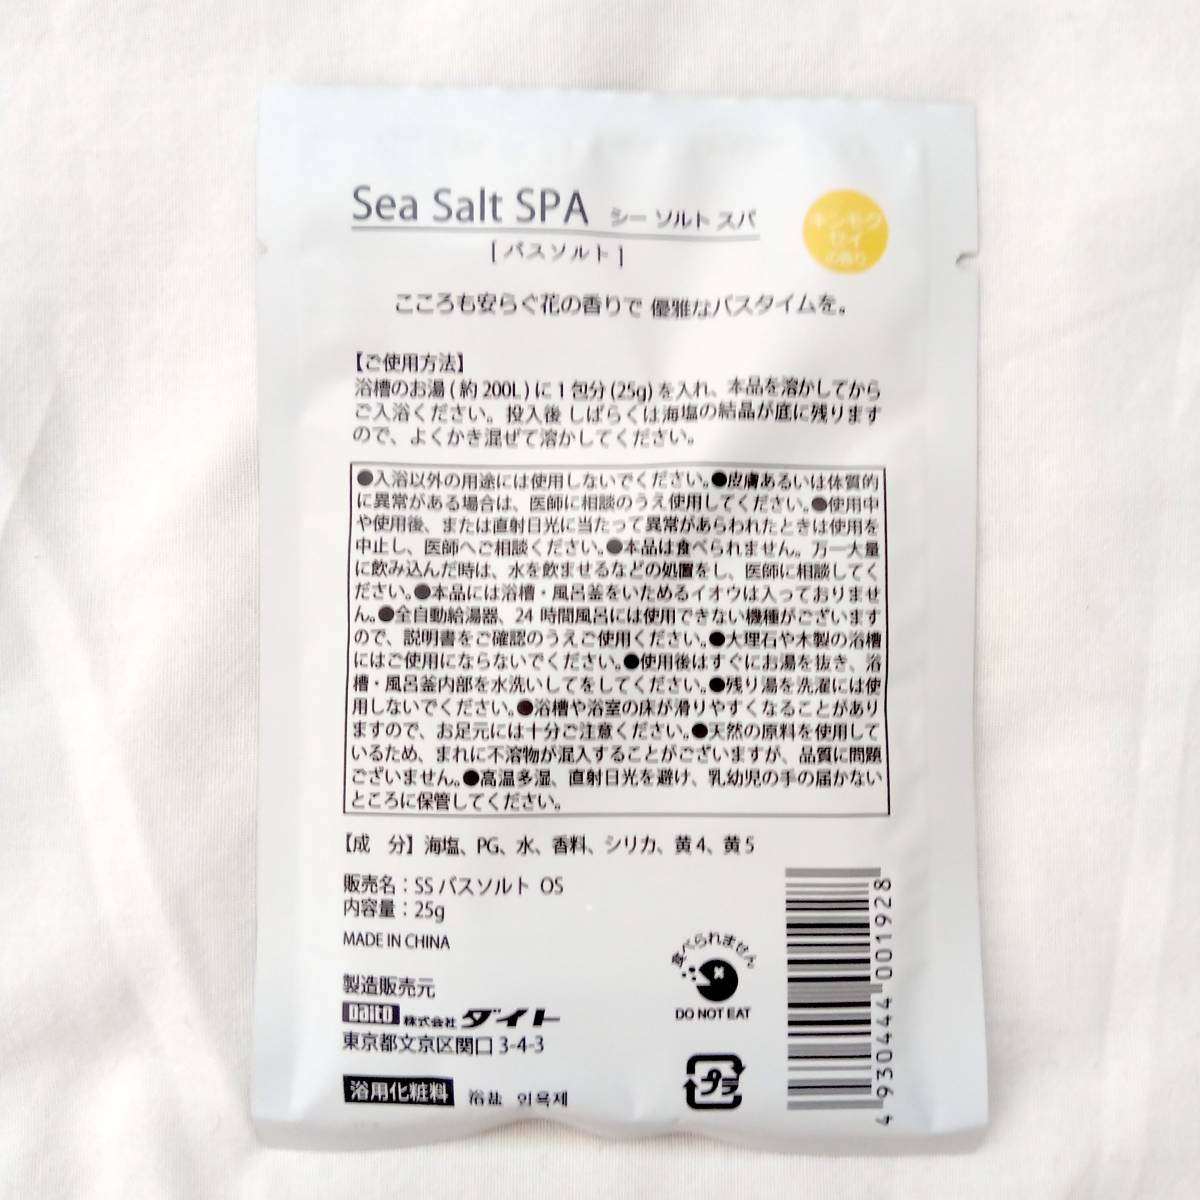 Sea Salt SPA シー ソルト スパ
[バスソルト]
キンモク
セイ
の香り
こころも安らぐ花の香りで 優雅なバスタイムを。
【ご使用方法】
浴槽のお湯(約200L)に1包分(25g)を入れ、本品を溶かしてから
ご入浴ください。投入後 しばらくは海塩の結晶が底に残ります
ので、よくかき混ぜて溶かしてください。
●入浴以外の用途には使用しないでください。●皮膚あるいは体質的
に異常がある場合は、医師に相談のうえ使用してください。●使用中
や使用後、または直射日光に当たって異常があらわれたときは使用を
中止し、医師へご相談ください。●本品は食べられません。万一大量
に飲み込んだ時は、水を飲ませるなどの処置をし、医師に相談してく
ださい。●本品には浴槽・風呂釜をいためるイオウは入っておりませ
ん。●全自動給湯器、24時間風呂には使用できない機種がございます
ので、説明書をご確認のうえご使用ください。●大理石や木製の浴槽
にはご使用にならないでください。●使用後はすぐにお湯を抜き、浴
槽・風呂釜内部を水洗いしてをしてください。●残り湯を洗濯には使
用しないでください。●浴槽や浴室の床が滑りやすくなることがあり
ますので、お足元には十分ご注意ください。●天然の原料を使用して
いるため、まれに不溶物が混入することがございますが、品質に問題
ございません。●高温多湿、直射日光を避け、乳幼児の手の届かない
ところに保管してください。
【成 分】海塩、PG、水、香料、シリカ、黄4、黄5
販売名:SSバスソルト OS
内容量:25g
MADE IN CHINA
製造販売元
Daito 株式会社 ダイト
東京都文京区関口3-4-3
浴用化粧料 浴盐 입욕제
食べられません
DO NOT EAT
プラ
4 930444 001928